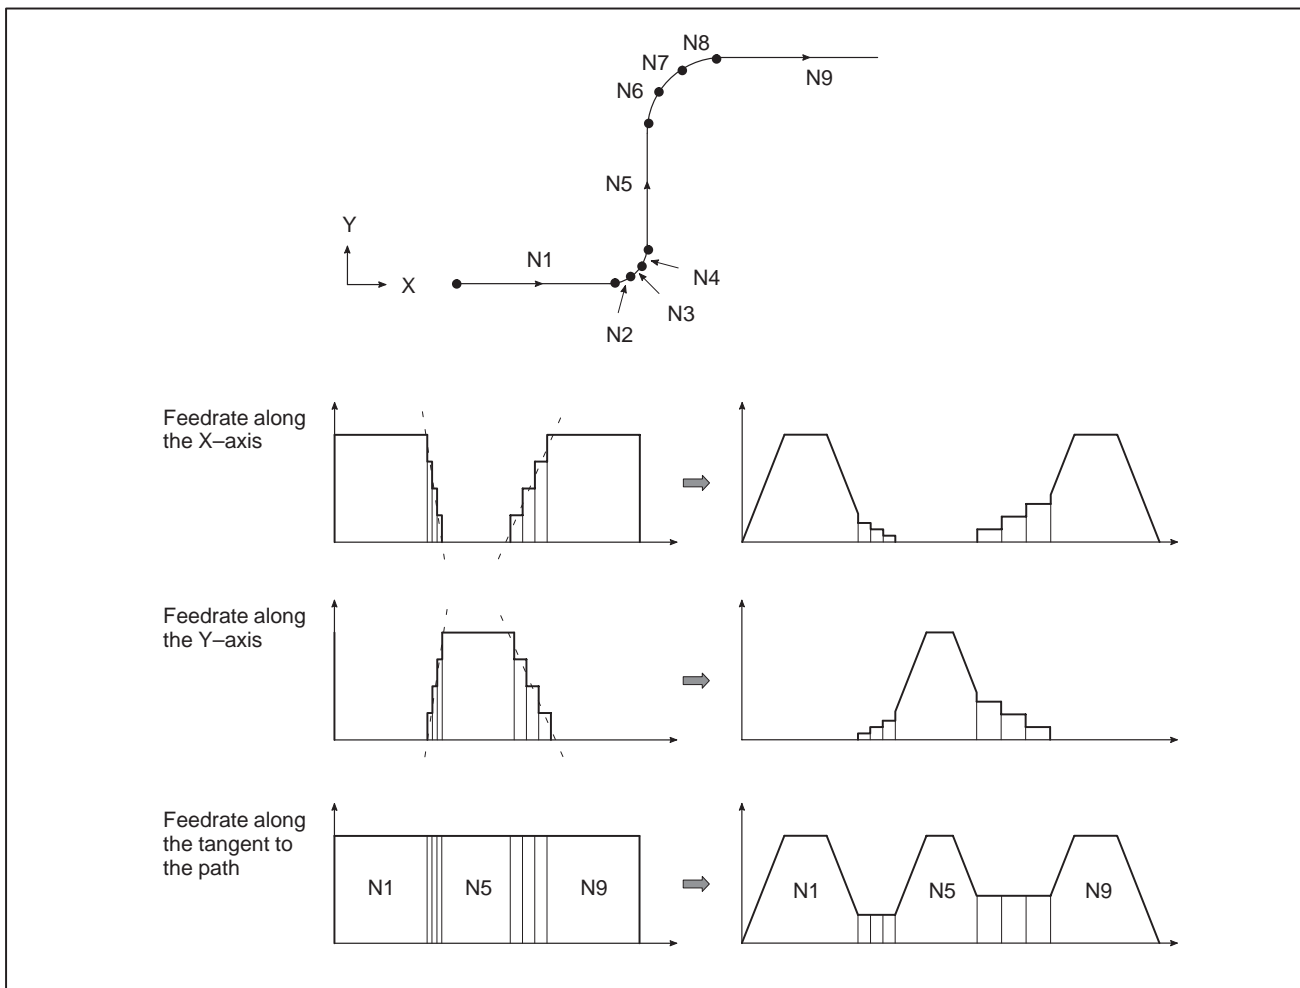 N8
N7
N6
N9
N5
Y
X
N1
N4
N3
N2
Feedrate along
the X–axis
Feedrate along
the Y–axis
Feedrate along
the tangent to
the path
N1 N5 N9
N1 N5 N9